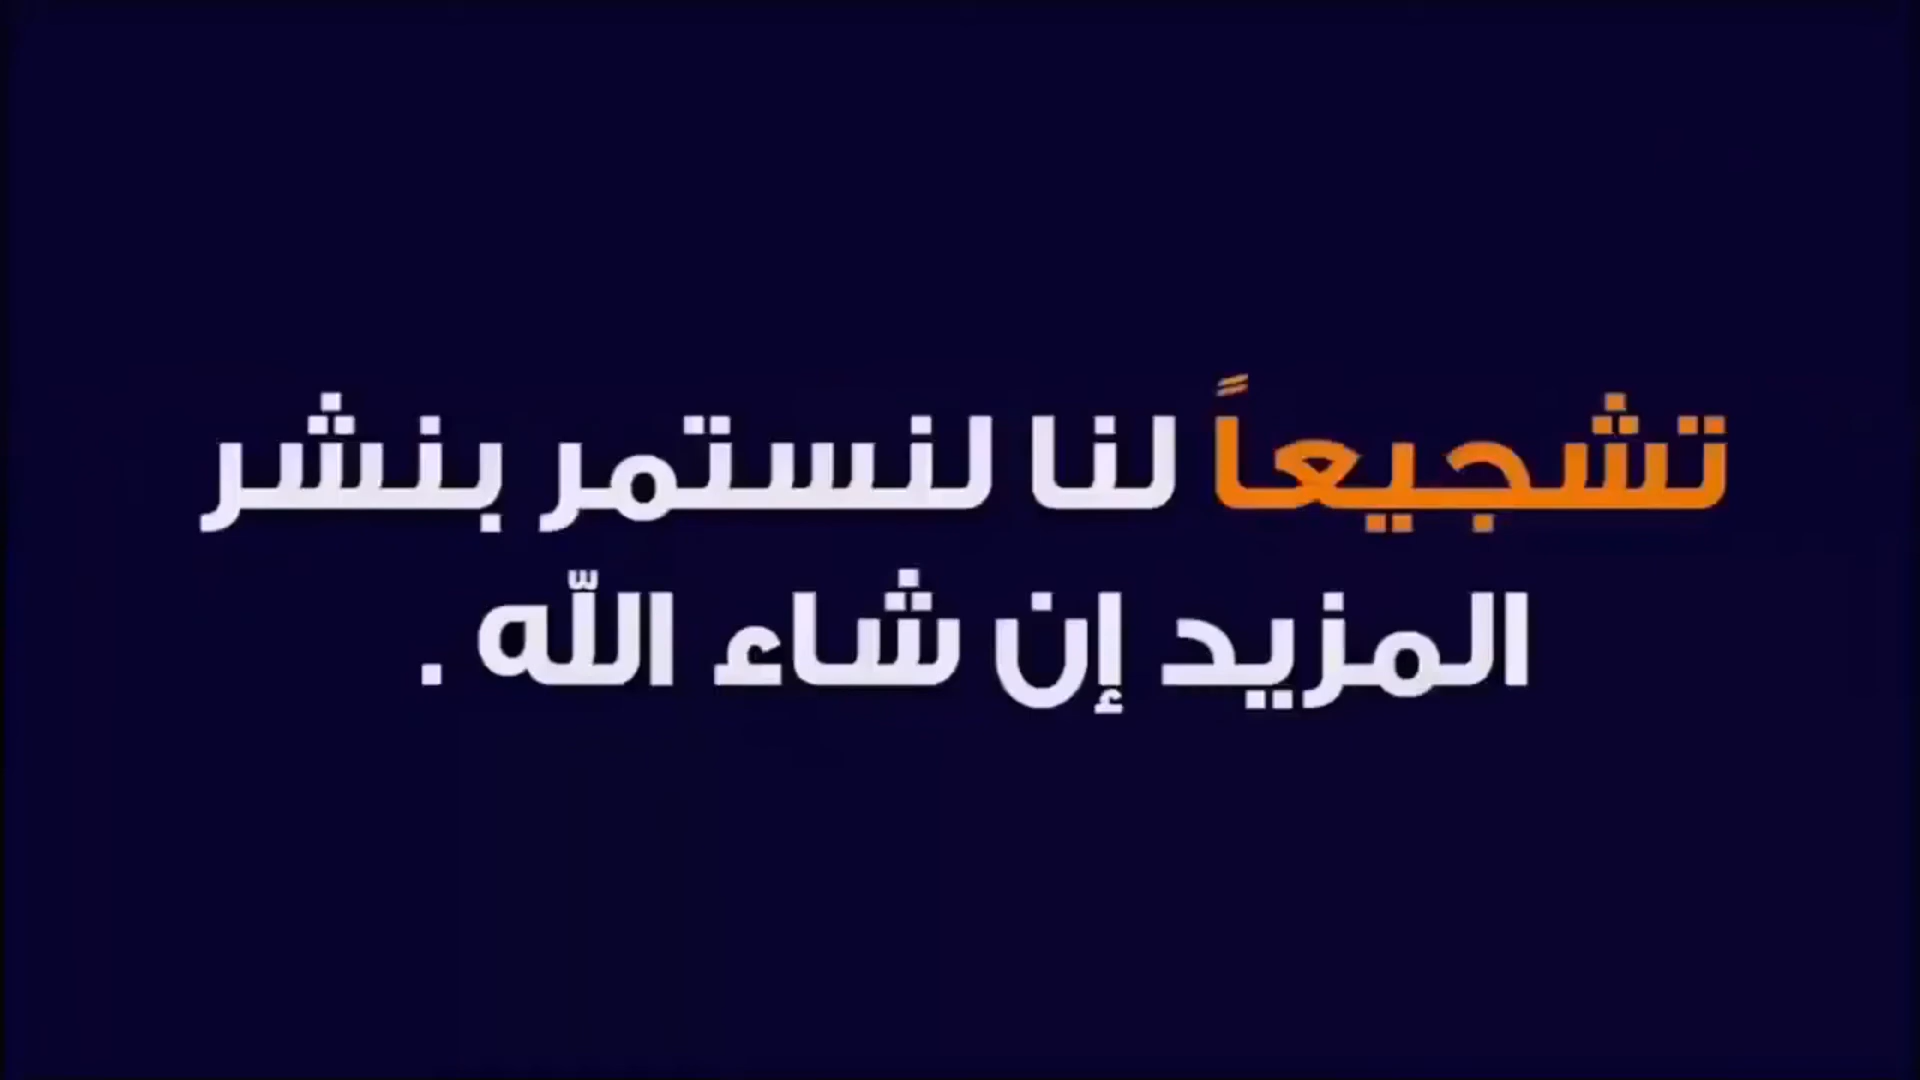 تشجيعاً لنا لنستمر بنشر
المزيد إن شاء اللّه .